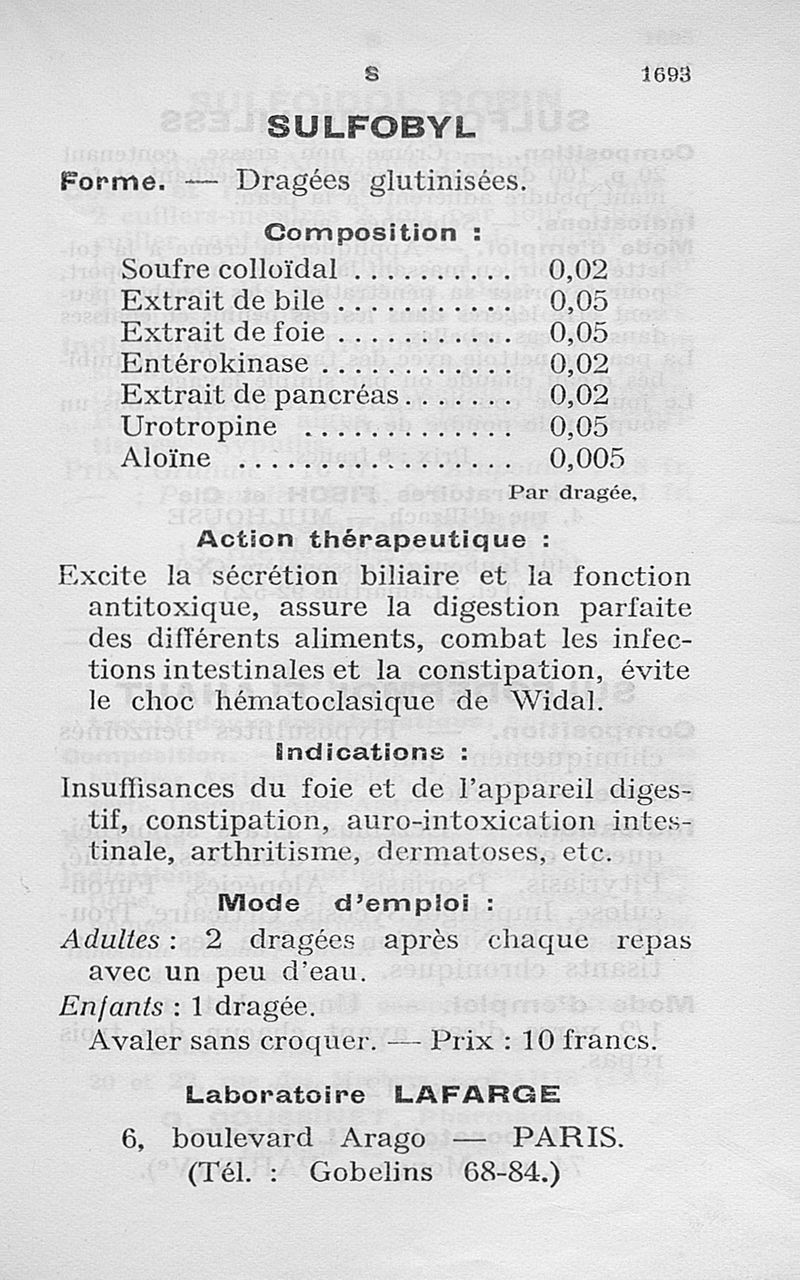 S 1693
SULFOBYL
Forme. — Dragées glutinisées.
Composition :
Soufre colloïdal . . . . . . . . . . 0,02
Extrait de bile . . . . . . . . . . . 0,05
Extrait de foie . . . . . . . . . . . 0,05
Entérokinase . . . . . . . . . . . . 0,02
Extrait de pancréas . . . . . . . 0,02
Urotropine . . . . . . . . . . . . . 0,05
Aloïne . . . . . . . . . . . . . . . . . 0,005
Par dragée,
Action thérapeutique :
Excite la sécrétion biliaire et la fonction
antitoxique, assure la digestion parfaite
des différents aliments, combat les infec-
tions intestinales et la constipation, évite
le choc hématoclasique de Widal.
Indications :
Insuffisances du foie et de l'appareil diges-
tif, constipation, auro-intoxication intes-
tinale, arthritisme, dermatoses, etc.
Mode d'emploi :
Adultes : 2 dragées après chaque repas
avec un peu d'eau.
Enfants : 1 dragée.
Avaler sans croquer. — Prix : 10 francs.
Laboratoire LAFARGE
6, boulevard Arago — PARIS.
(Tél. : Gobelins 68-84.)